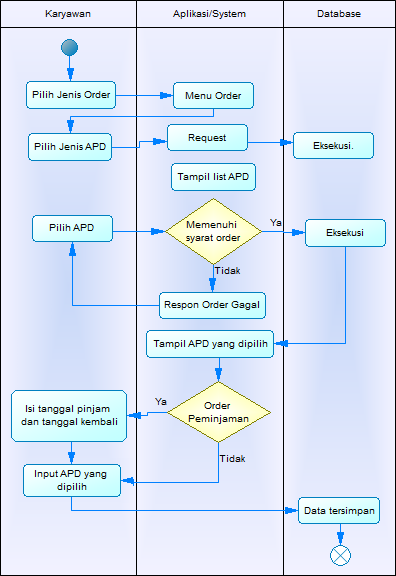 Karyawan
Aplikasi/System
Database
Pilih Jenis Order
Menu Order
Pilih Jenis APD
Request
Eksekusi.
Tampil list APD
Pilih APD
Memenuhi
syarat order
Ya
Eksekusi
Tidak
Respon Order Gagal
Tampil APD yang dipilih
Isi tanggal pinjam
dan tanggal kembali
Ya
Order
Peminjaman
Tidak
Input APD yang
dipilih
Data tersimpan